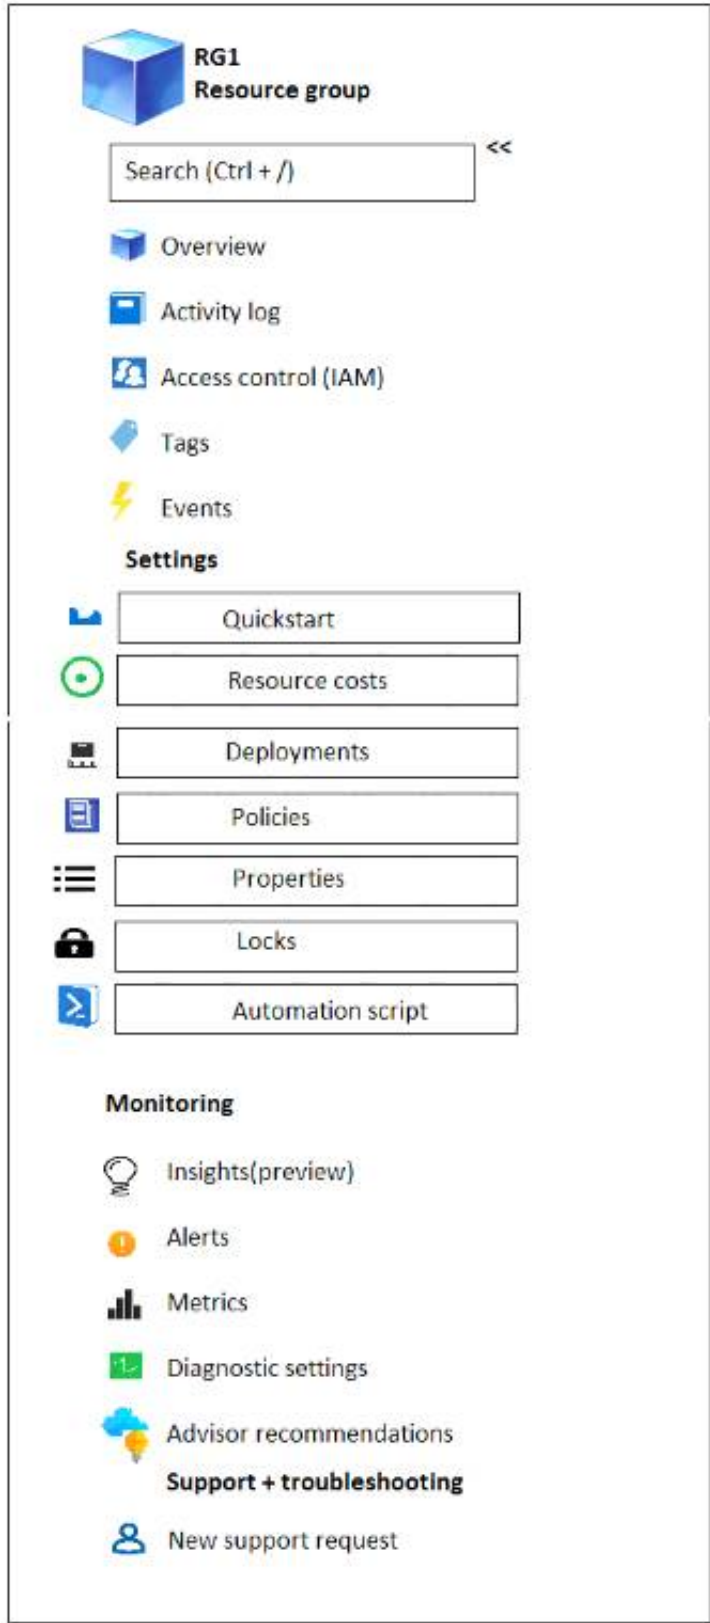 RG1
Resource group
<<
Search (Ctrl + /)
Overview
Activity log
Access control (IAM)
Tags
Events
Settings
Quickstart
Resource costs
Deployments
Policies
Properties
Locks
Automation script
Monitoring
Insights(preview)
Alerts
Metrics
Diagnostic settings
Advisor recommendations
Support + troubleshooting
New support request